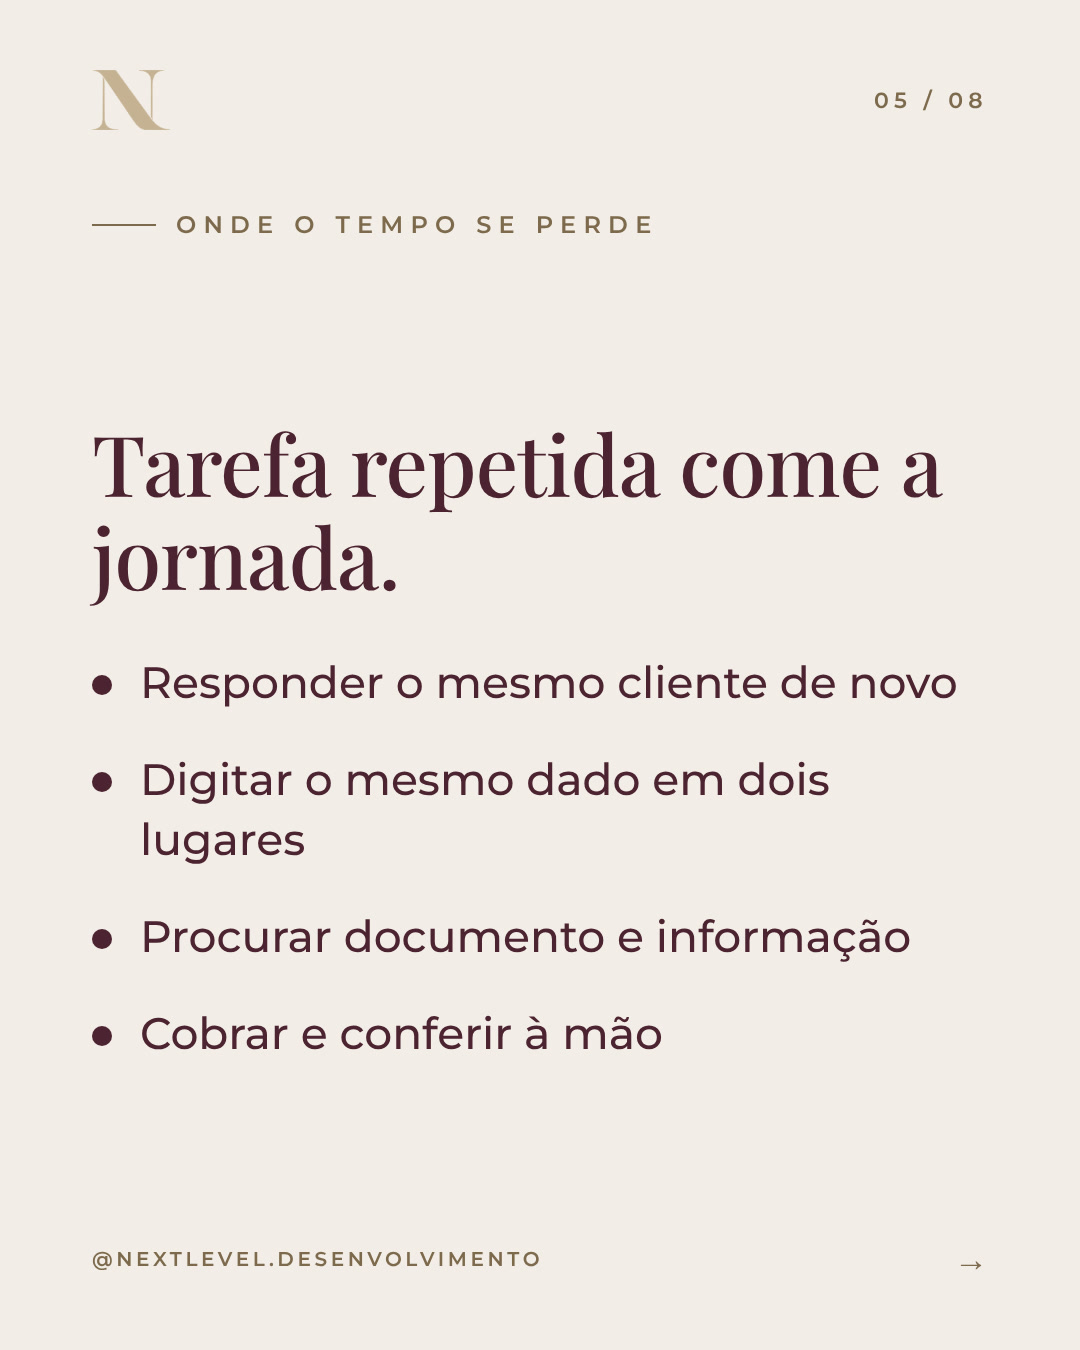 N
05 / 08
ONDE O TEMPO SE PERDE
Tarefa repetida come a
jornada.
● Responder o mesmo cliente de novo
● Digitar o mesmo dado em dois
lugares
● Procurar documento e informação
● Cobrar e conferir à mão
@NEXTLEVEL.DESENVOLVIMENTO →